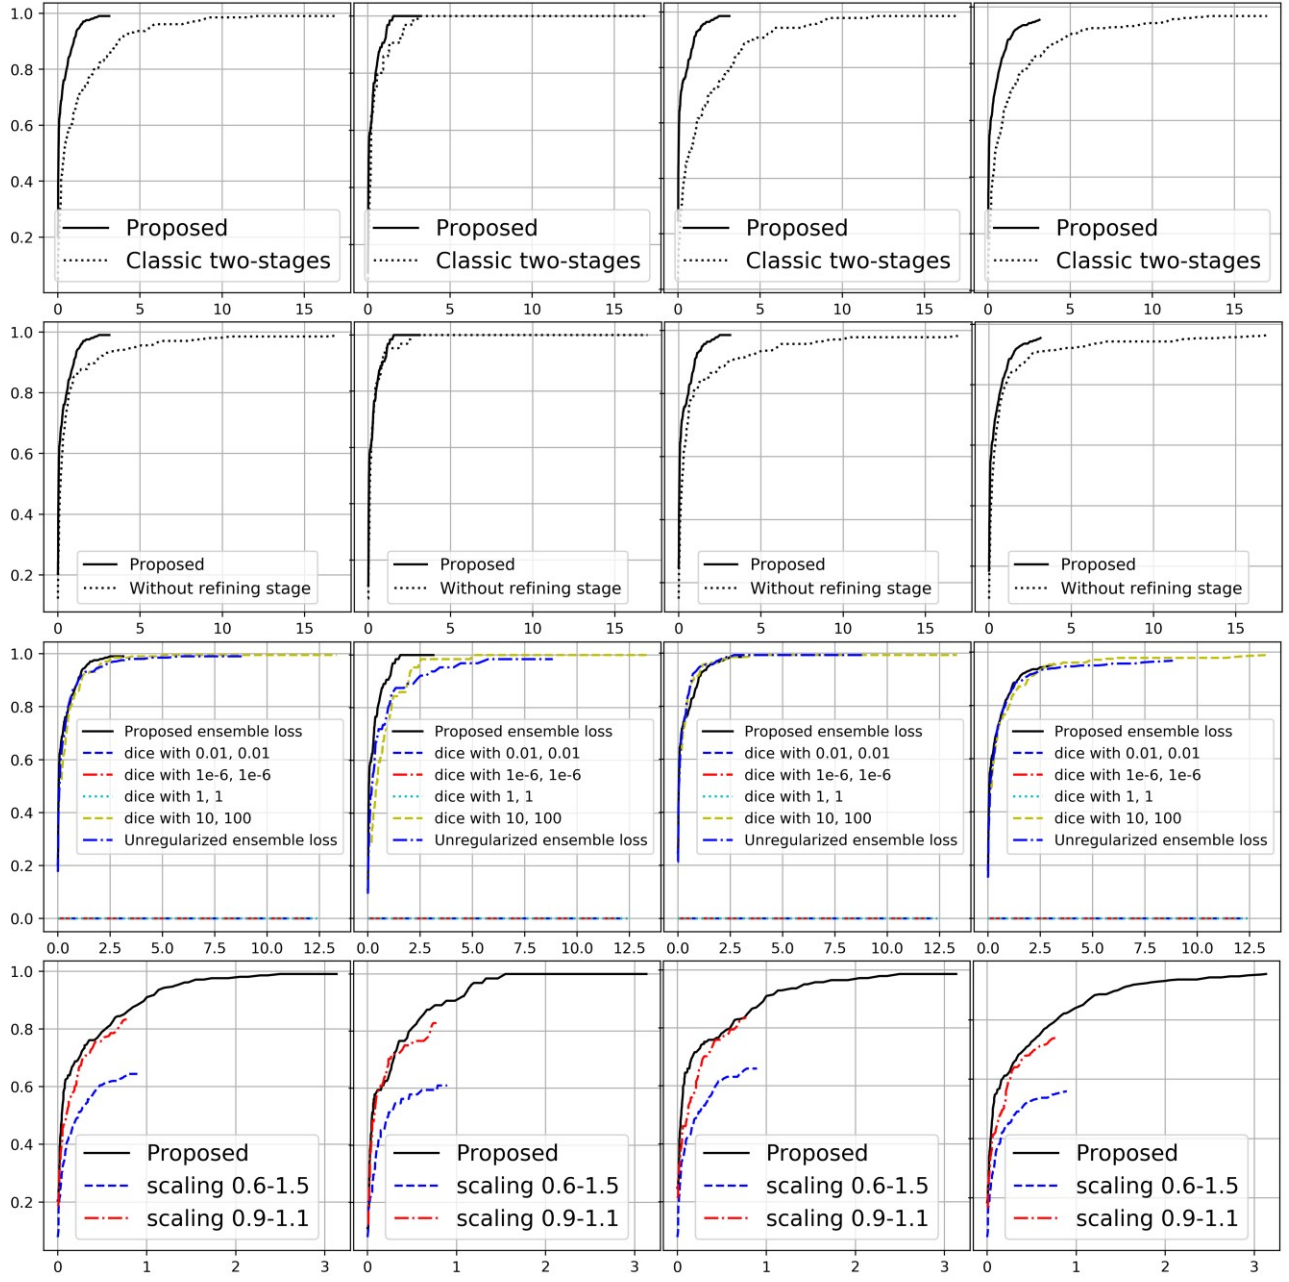 1.0
0.8
0.6
0.4
0.2
Proposed
Classic two-stages
Proposed
Classic two-stages
Proposed
Classic two-stages
Proposed
Classic two-stages
0 5 10 15 0 5 10 15 0 5 10 15 0 5 10 15
1.0
0.8
0.6
0.4
0.2
Proposed
Without refining stage
Proposed
Without refining stage
Proposed
Without refining stage
Proposed
Without refining stage
0 5 10 15 0 5 10 15 0 5 10 15 0 5 10 15
1.0
0.8
0.6
0.4
0.2
0.0
Proposed ensemble loss
dice with 0.01, 0.01
dice with 1e-6, 1e-6
dice with 1, 1
dice with 10, 100
Unregularized ensemble loss
Proposed ensemble loss
dice with 0.01, 0.01
dice with 1e-6, 1e-6
dice with 1, 1
dice with 10, 100
Unregularized ensemble loss
Proposed ensemble loss
dice with 0.01, 0.01
dice with 1e-6, 1e-6
dice with 1, 1
dice with 10, 100
Unregularized ensemble loss
Proposed ensemble loss
dice with 0.01, 0.01
dice with 1e-6, 1e-6
dice with 1, 1
dice with 10, 100
Unregularized ensemble loss
0.0 2.5 5.0 7.5 10.0 12.5 0.0 2.5 5.0 7.5 10.0 12.5 0.0 2.5 5.0 7.5 10.0 12.5 0.0 2.5 5.0 7.5 10.0 12.5
1.0
0.8
0.6
0.4
0.2
Proposed
scaling 0.6-1.5
scaling 0.9-1.1
Proposed
scaling 0.6-1.5
scaling 0.9-1.1
Proposed
scaling 0.6-1.5
scaling 0.9-1.1
Proposed
scaling 0.6-1.5
scaling 0.9-1.1
0 1 2 3 0 1 2 3 0 1 2 3 0 1 2 3